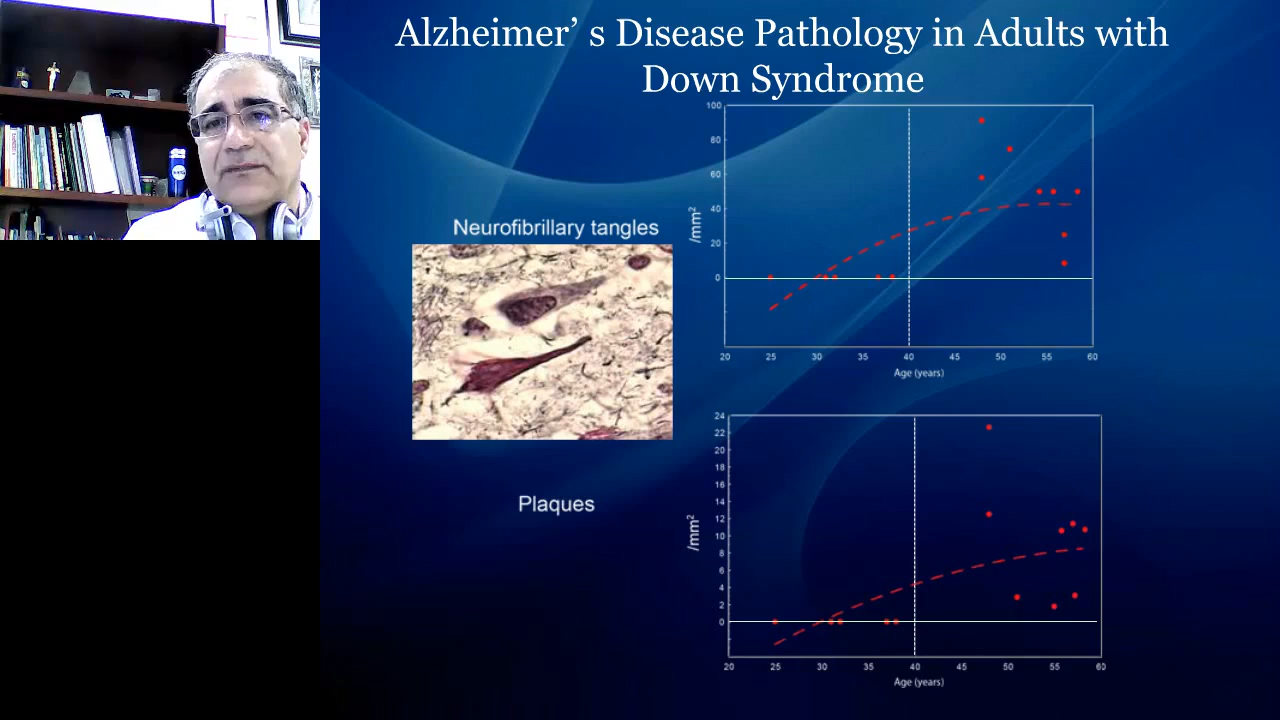 Alzheimer’ s Disease Pathology in Adults with
Down Syndrome
Neurofibrillary tangles
100
80
60
40
20
0
/mm²
20 25 30 35 40 45 50 55 60
Age (years)
Plaques
24
22
20
18
16
14
12
10
8
6
4
2
0
/mm²
20 25 30 35 40 45 50 55 60
Age (years)